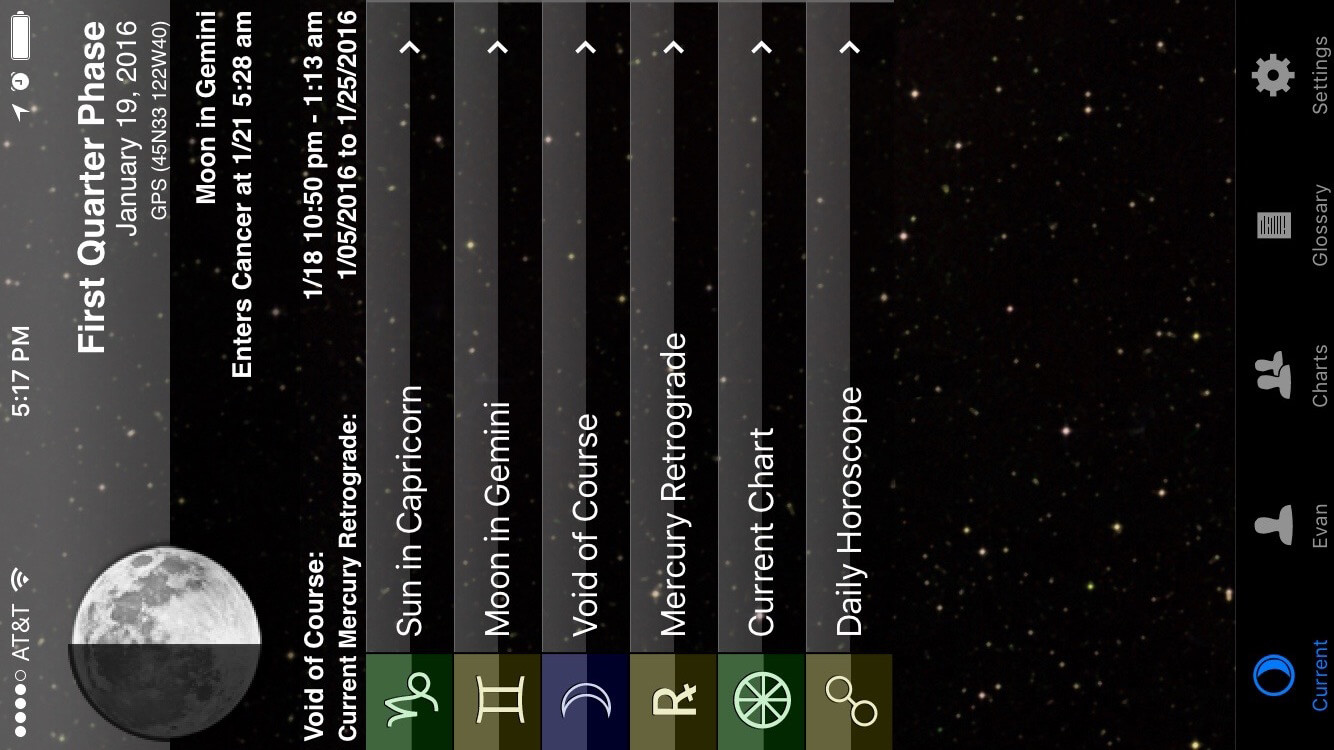 AT&T 5:17 PM
First Quarter Phase
January 19, 2016
GPS (45N33 122W40)
Moon in Gemini
Enters Cancer at 1/21 5:28 am
Void of Course: 1/18 10:50 pm - 1:13 am
Current Mercury Retrograde: 1/05/2016 to 1/25/2016
Sun in Capricorn
Moon in Gemini
Void of Course
Mercury Retrograde
Current Chart
Daily Horoscope
Current Evan Charts Glossary Settings